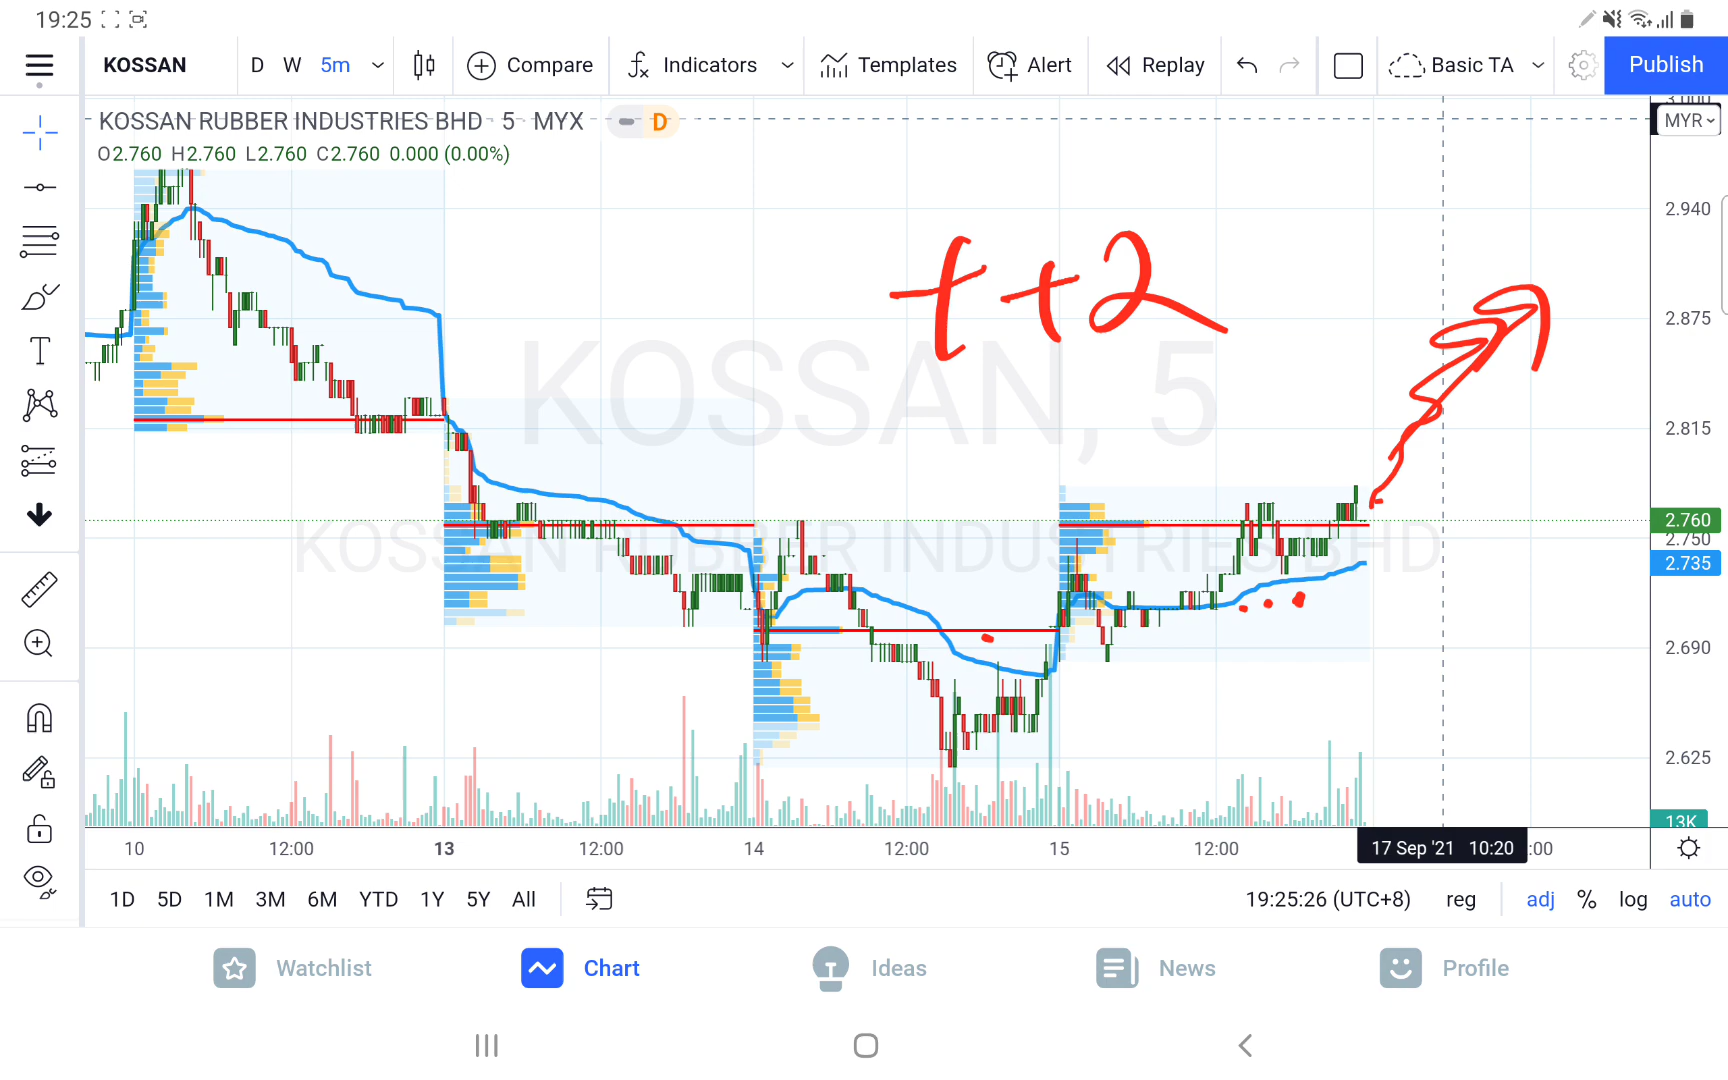 19:25
KOSSAN D W 5m Compare Indicators Templates Alert Replay Basic TA Publish
KOSSAN RUBBER INDUSTRIES BHD · 5 · MYX D
O2.760 H2.760 L2.760 C2.760 0.000 (0.00%)
3.000
MYR
2.940
t+2
2.875
KOSSAN, 5
2.815
2.760
KOSSAN RUBBER INDUSTRIES BHD
2.750
2.735
2.690
2.625
13K
10 12:00 13 12:00 14 12:00 15 12:00 17 Sep '21 10:20 :00
1D 5D 1M 3M 6M YTD 1Y 5Y All 19:25:26 (UTC+8) reg adj % log auto
Watchlist Chart Ideas News Profile